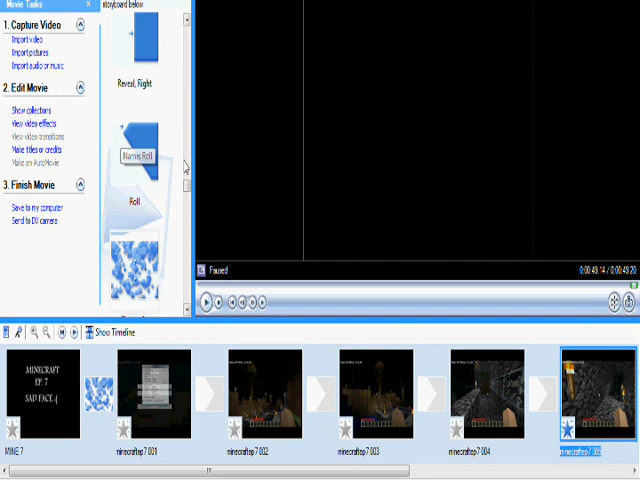 Movie Tasks
storyboard below.
1. Capture Video
Import video
Import pictures
Import audio or music
2. Edit Movie
Show collections
View video effects
View video transitions
Make titles or credits
Make an AutoMovie
3. Finish Movie
Save to my computer
Send to DV camera
Reveal, Right
Name: Roll
Roll
Paused
0:00:49.14 / 0:00:49.20
Show Timeline
MINECRAFT
EP. 7
SAD FACE :(
MINE 7
minecraftep7 001
minecraftep7 002
minecraftep7 003
minecraftep7 004
minecraftep7 005